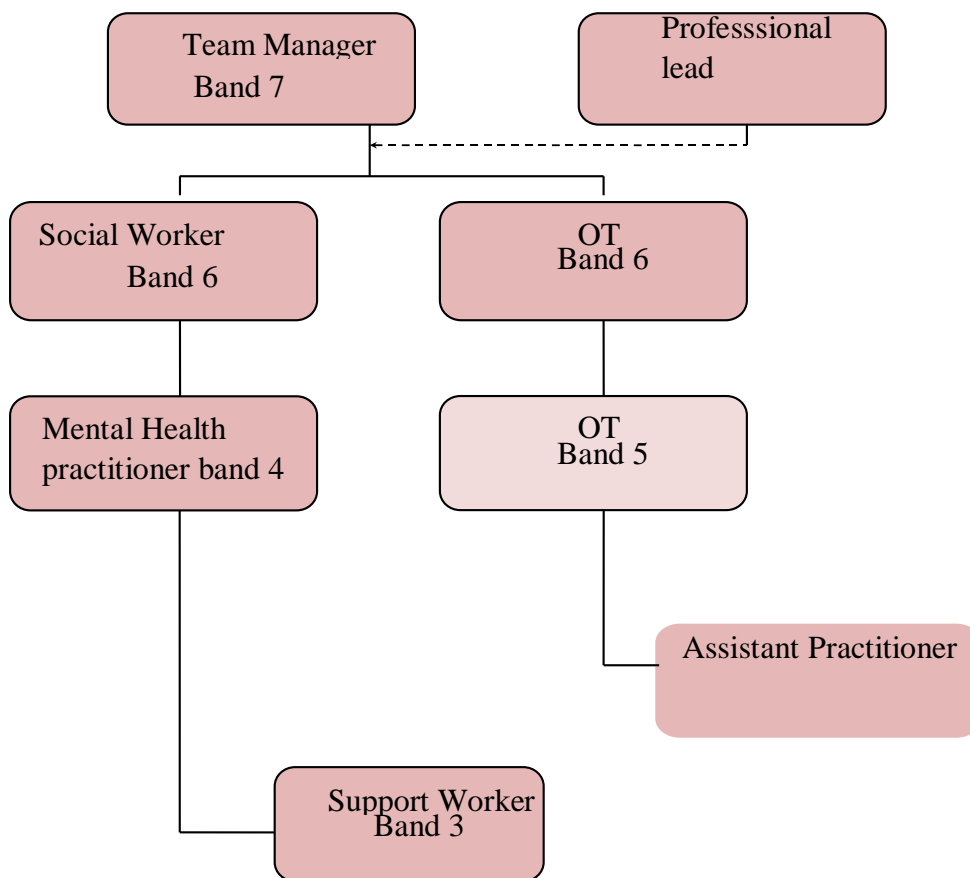 Team Manager
Band 7
Professsional
lead
Social Worker
Band 6
OT
Band 6
Mental Health
practitioner band 4
OT
Band 5
Assistant Practitioner
Support Worker
Band 3